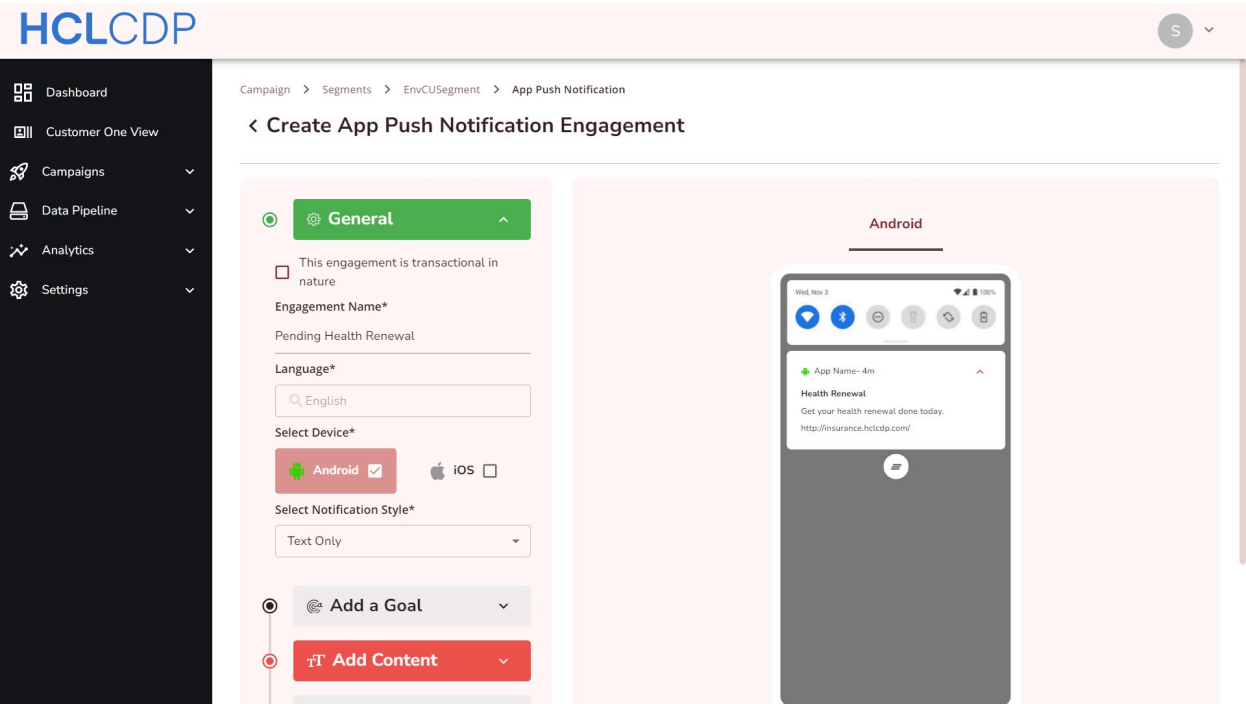 HCLCDP
S
Dashboard
Customer One View
Campaigns
Data Pipeline
Analytics
Settings
Campaign > Segments > EnvCUSegment > App Push Notification
< Create App Push Notification Engagement
General
This engagement is transactional in
nature
Engagement Name*
Pending Health Renewal
Language*
English
Select Device*
Android
iOS
Select Notification Style*
Text Only
Add a Goal
TT Add Content
Android
Wed, Nov 3
100%
App Name- 4m
Health Renewal
Get your health renewal done today.
http://insurance.hclcdp.com/